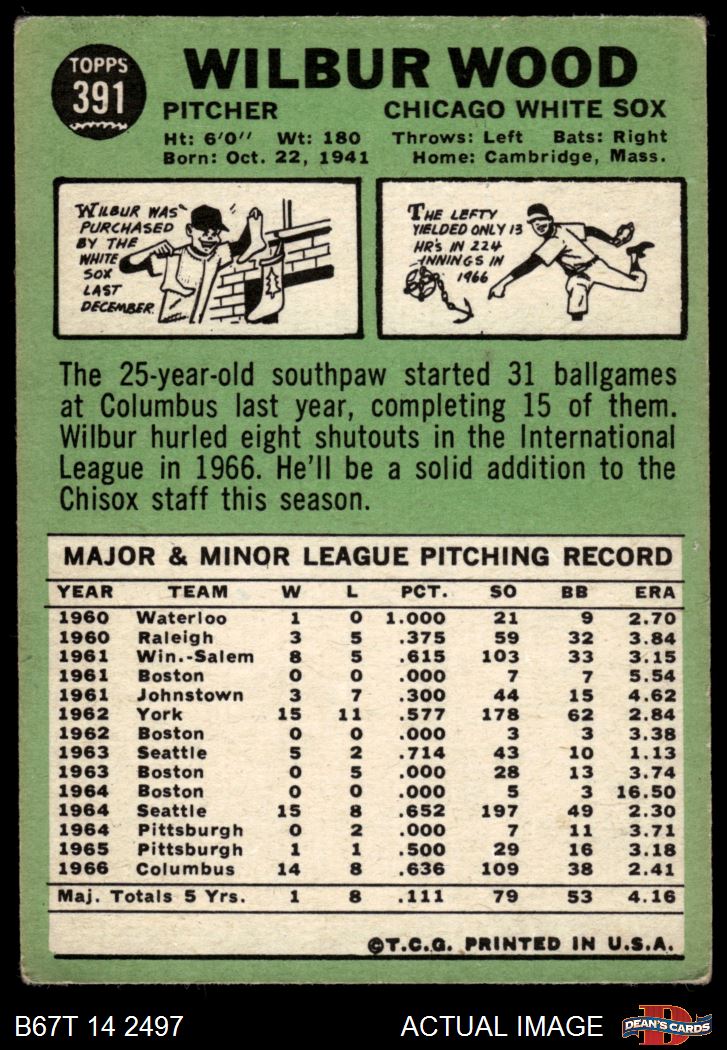 TOPPS
391
WILBUR WOOD
PITCHER CHICAGO WHITE SOX
Ht: 6'0" Wt: 180 Throws: Left Bats: Right
Born: Oct. 22, 1941 Home: Cambridge, Mass.
WILBUR WAS
PURCHASED
BY THE
WHITE
SOX
LAST
DECEMBER.
THE LEFTY
YIELDED ONLY 13
HR'S IN 224
INNINGS IN
1966
The 25-year-old southpaw started 31 ballgames
at Columbus last year, completing 15 of them.
Wilbur hurled eight shutouts in the International
League in 1966. He'll be a solid addition to the
Chisox staff this season.
MAJOR & MINOR LEAGUE PITCHING RECORD
YEAR TEAM W L PCT. SO BB ERA
1960 Waterloo 1 0 1.000 21 9 2.70
1960 Raleigh 3 5 .375 59 32 3.84
1961 Win.-Salem 8 5 .615 103 33 3.15
1961 Boston 0 0 .000 7 7 5.54
1961 Johnstown 3 7 .300 44 15 4.62
1962 York 15 11 .577 178 62 2.84
1962 Boston 0 0 .000 3 3 3.38
1963 Seattle 5 2 .714 43 10 1.13
1963 Boston 0 5 .000 28 13 3.74
1964 Boston 0 0 .000 5 3 16.50
1964 Seattle 15 8 .652 197 49 2.30
1964 Pittsburgh 0 2 .000 7 11 3.71
1965 Pittsburgh 1 1 .500 29 16 3.18
1966 Columbus 14 8 .636 109 38 2.41
Maj. Totals 5 Yrs. 1 8 .111 79 53 4.16
©T.C.G. PRINTED IN U.S.A.
B67T 14 2497 ACTUAL IMAGE
D
DEAN'S CARDS